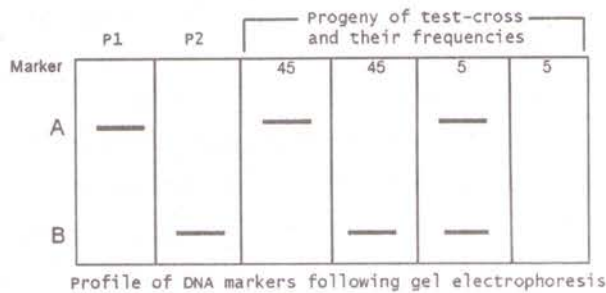 Progeny of test-cross
P1 P2 and their frequencies
Marker 45 45 5 5
A
B
Profile of DNA markers following gel electrophoresis